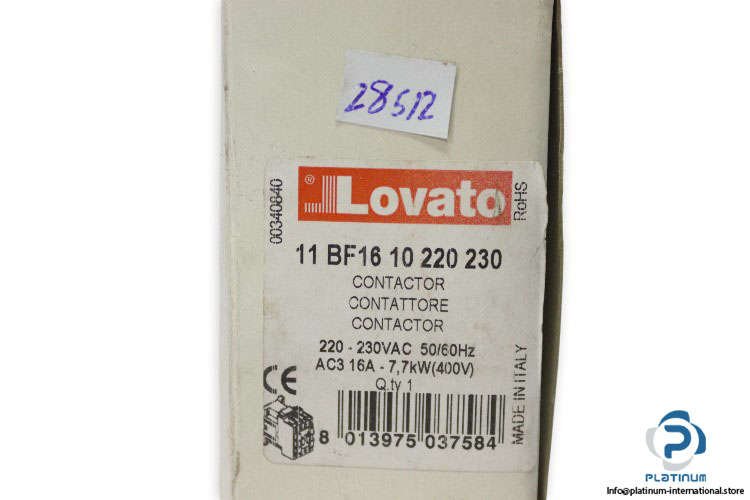 28512
00340840
® Lovato
RoHS
11 BF16 10 220 230
CONTACTOR
CONTATTORE
CONTACTOR
220 - 230VAC 50/60Hz
AC3 16A - 7,7kW(400V)
Q.ty 1
CE
MADE IN ITALY
8 013975 037584
PLATINUM
Info@platinum-international.store